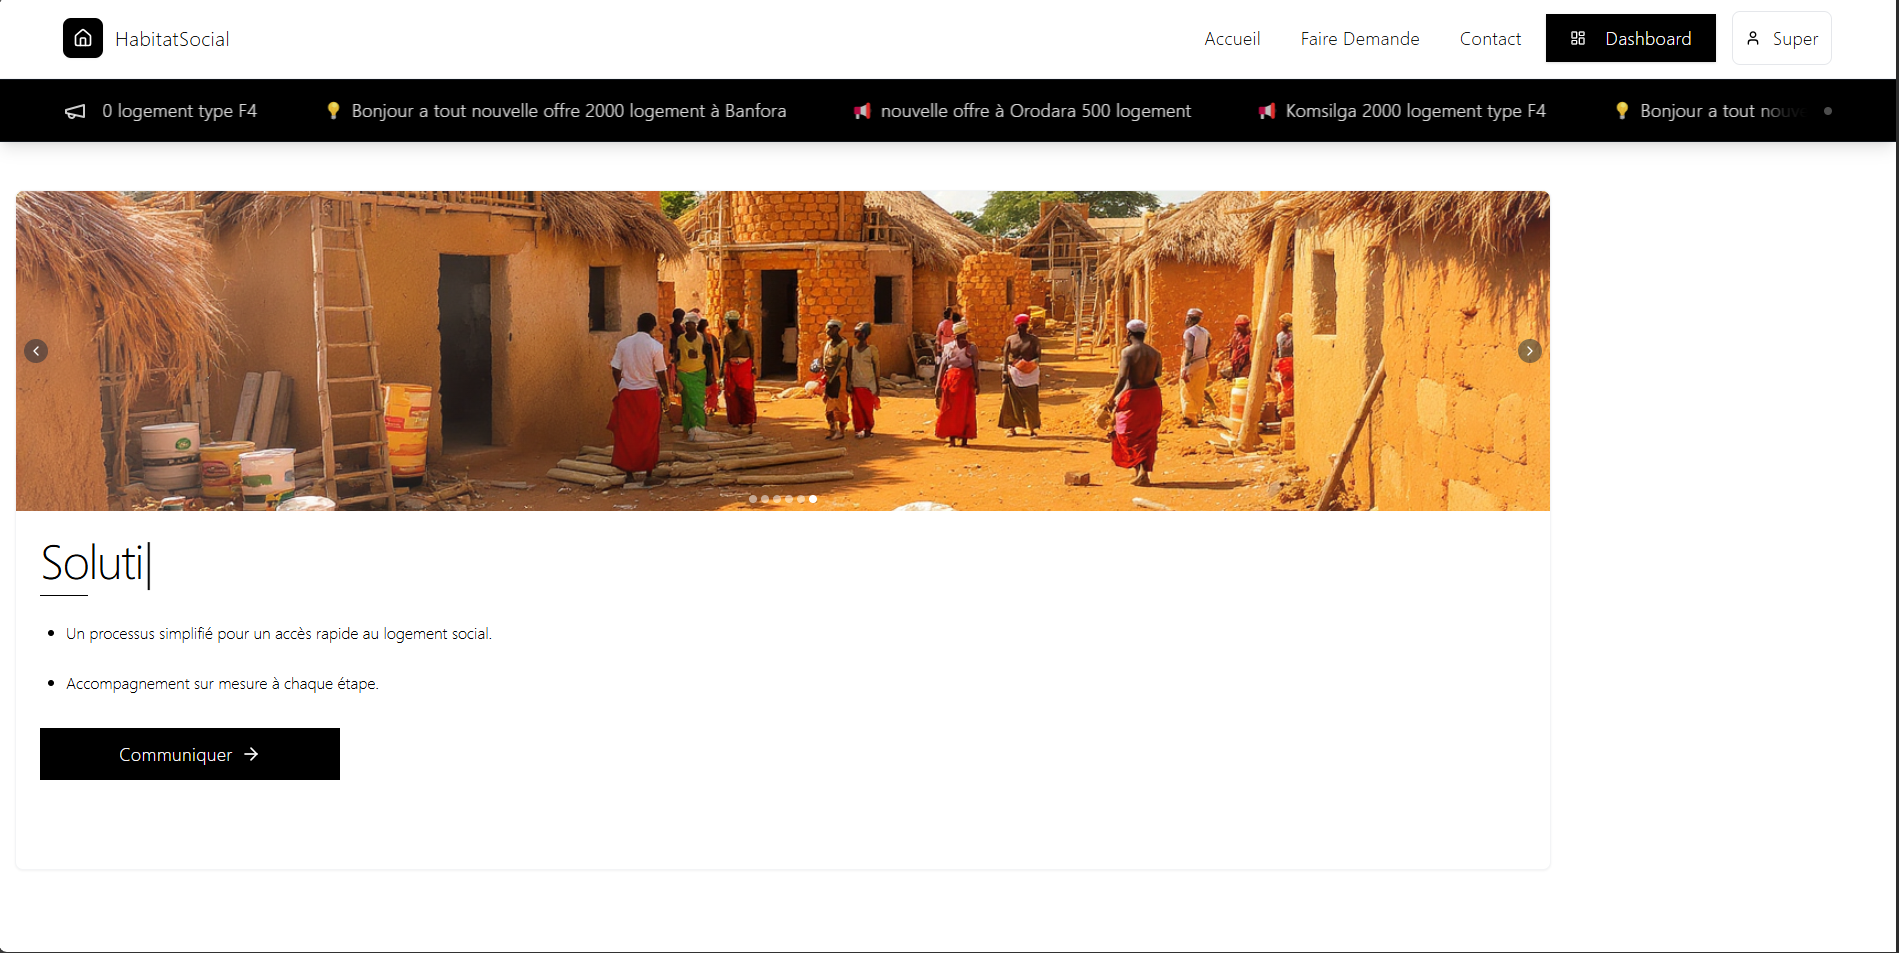 HabitatSocial
Accueil
Faire Demande
Contact
Dashboard
Super
0 logement type F4
Bonjour a tout nouvelle offre 2000 logement à Banfora
nouvelle offre à Orodara 500 logement
Komsilga 2000 logement type F4
Bonjour a tout nouv
Soluti
Un processus simplifié pour un accès rapide au logement social.
Accompagnement sur mesure à chaque étape.
Communiquer